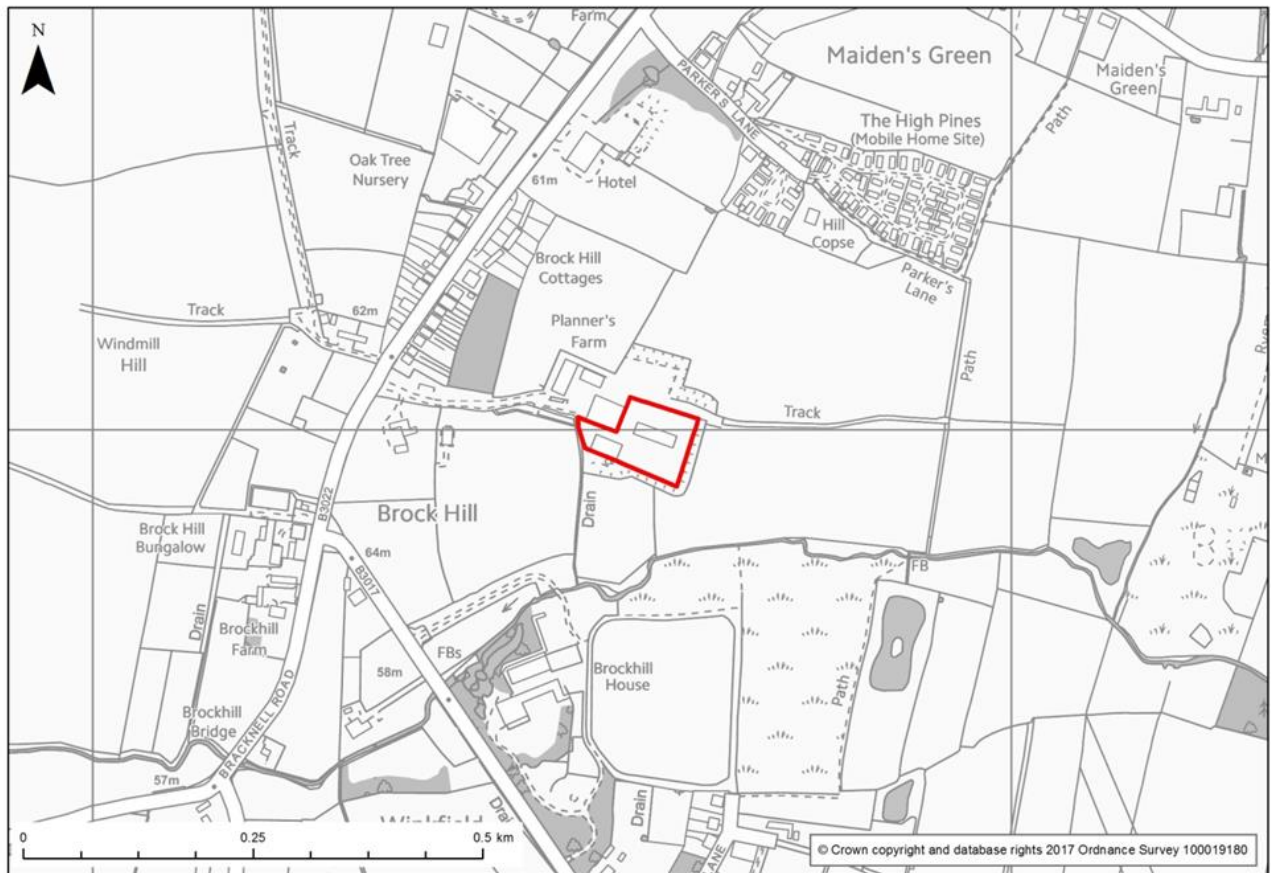 N
Farm
Maiden's Green
Maiden's
Green
PARKER'S LANE
Track
Path
The High Pines
(Mobile Home Site)
Oak Tree
Nursery
61m
Hotel
Hill
Copse
Brock Hill
Cottages
Parker's
Lane
Track
62m
Planner's
Farm
Windmill
Hill
Path
Track
B3022
Drain
Brock Hill
Brock Hill
Bungalow
64m
B3017
FB
Drain
Brockhill
Farm
FBs
58m
Brockhill
House
Path
Brockhill
Bridge
BRACKNELL ROAD
57m
Drain
Drain
Winkfield
LANE
0 0.25 0.5 km
© Crown copyright and database rights 2017 Ordnance Survey 100019180